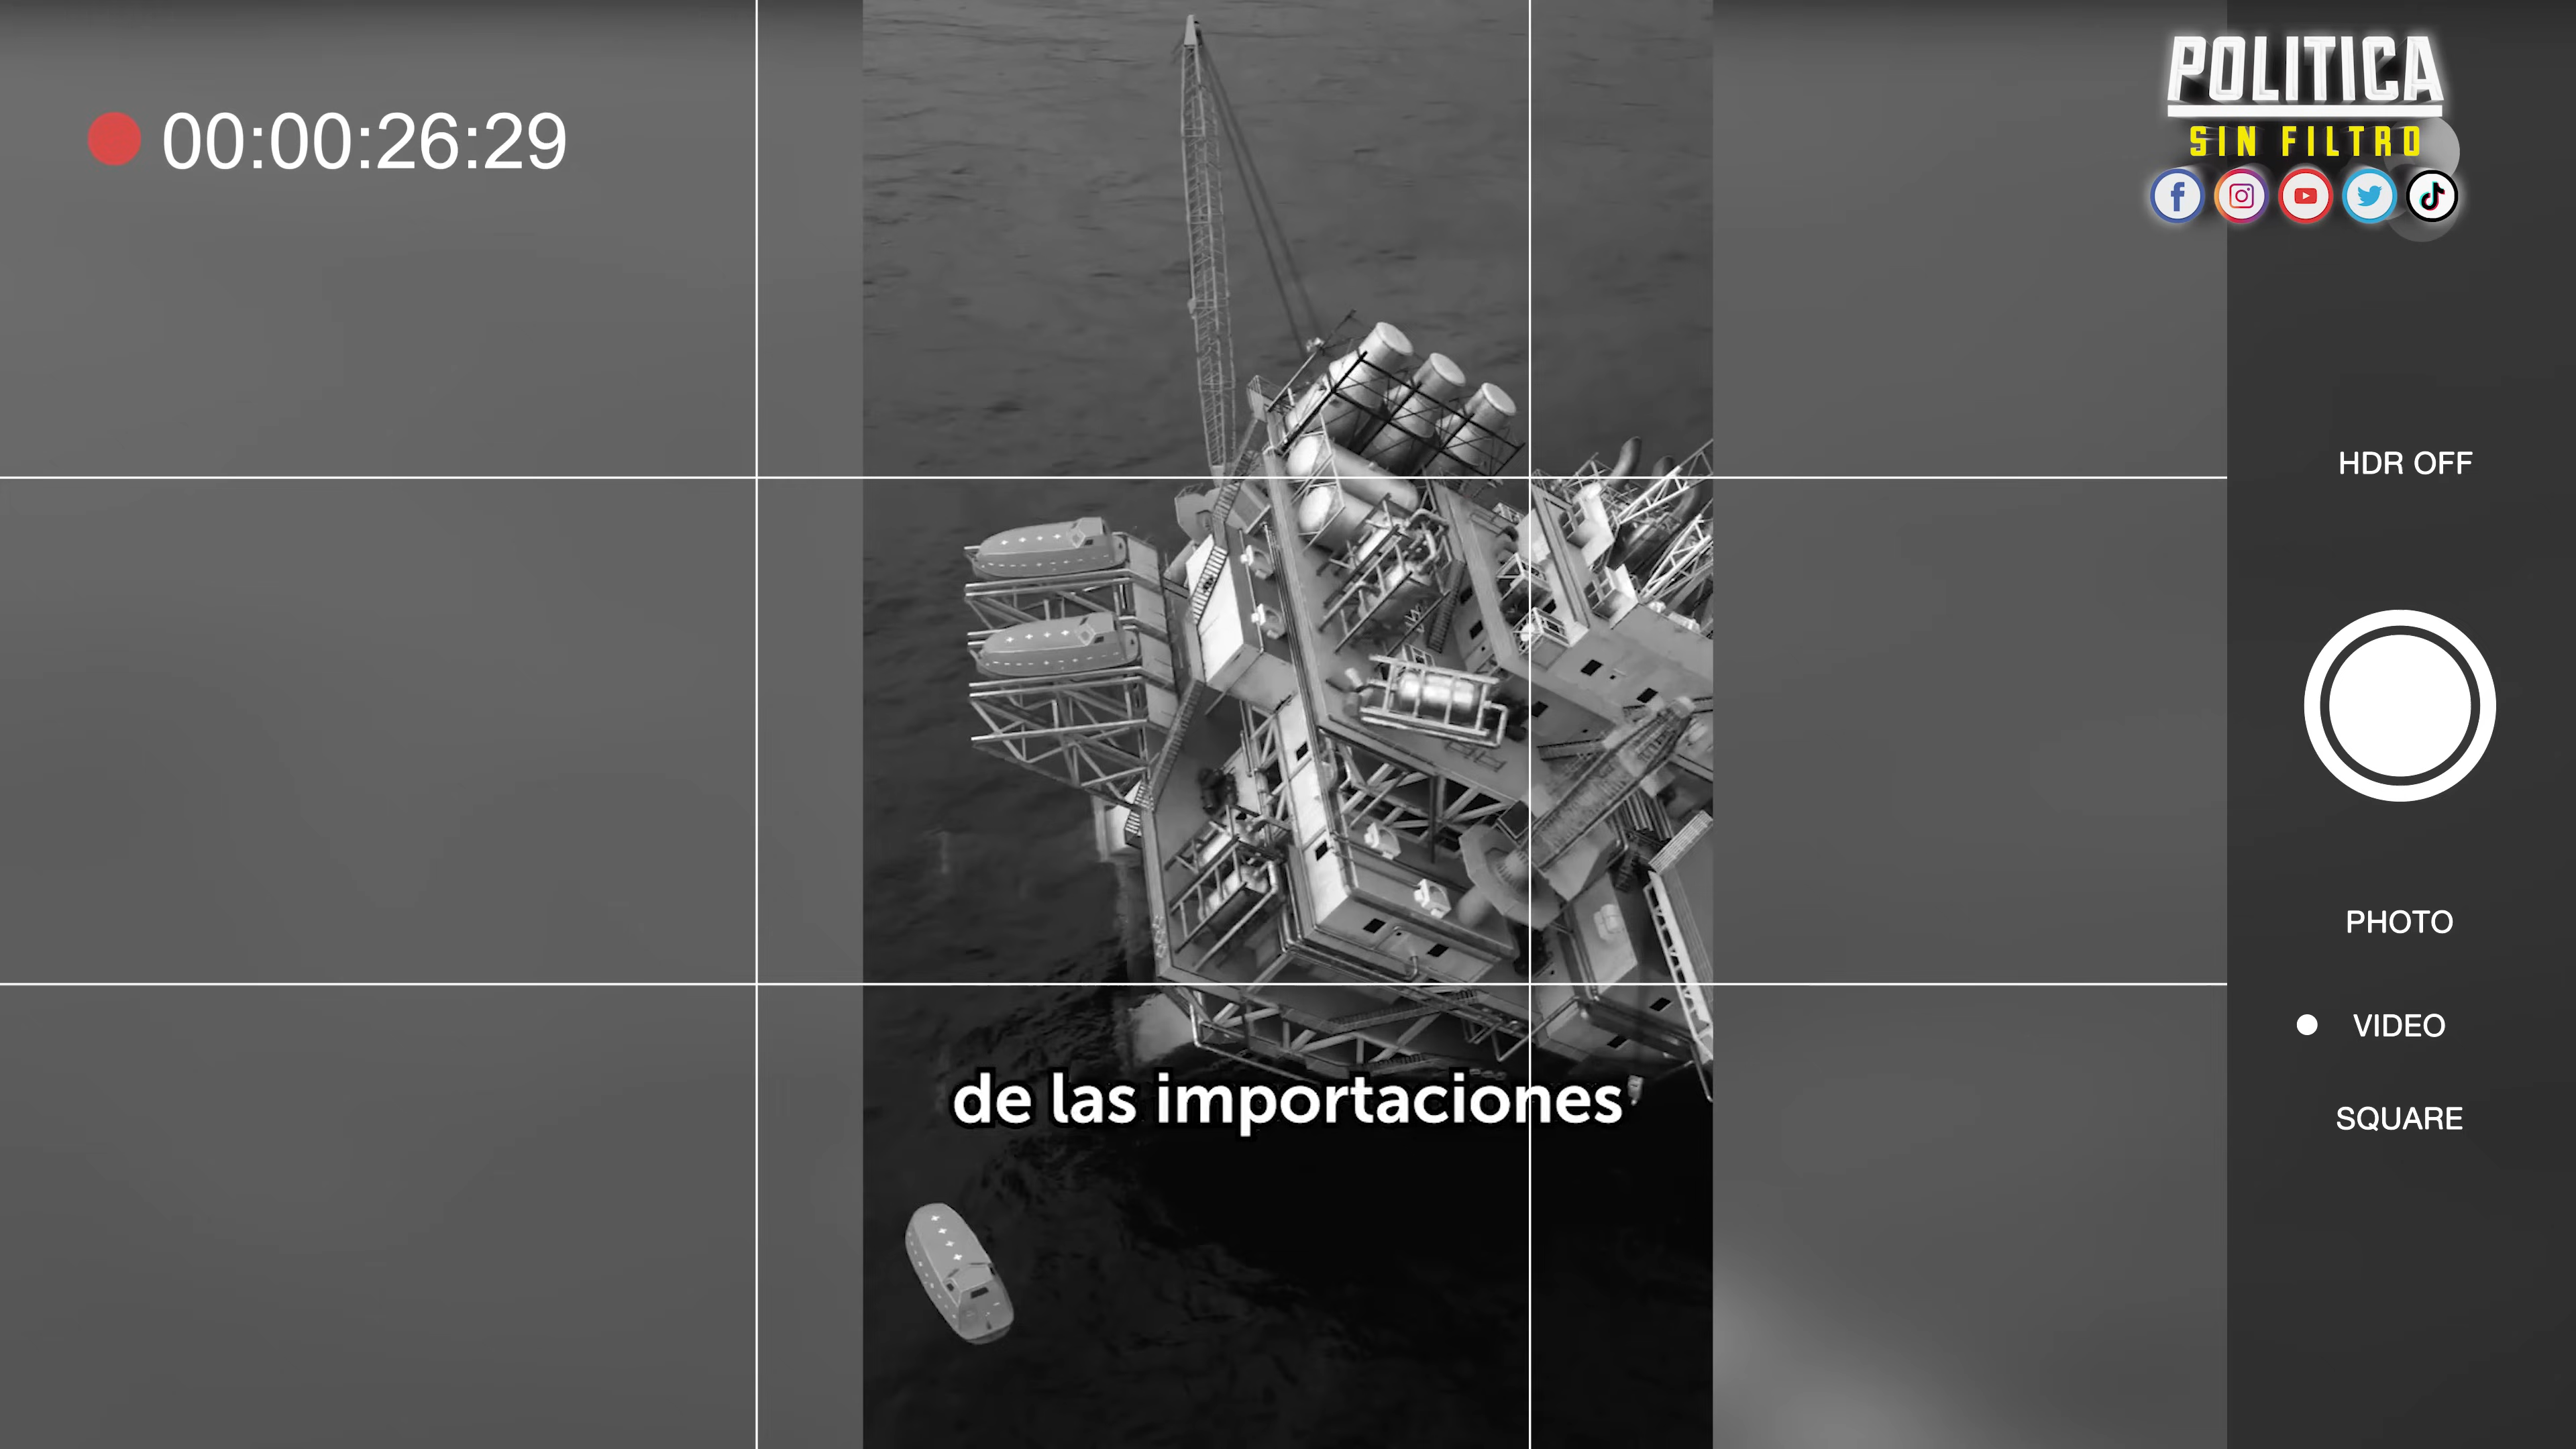 00:00:26:29
POLITICA
SIN FILTRO
HDR OFF
de las importaciones
PHOTO
VIDEO
SQUARE